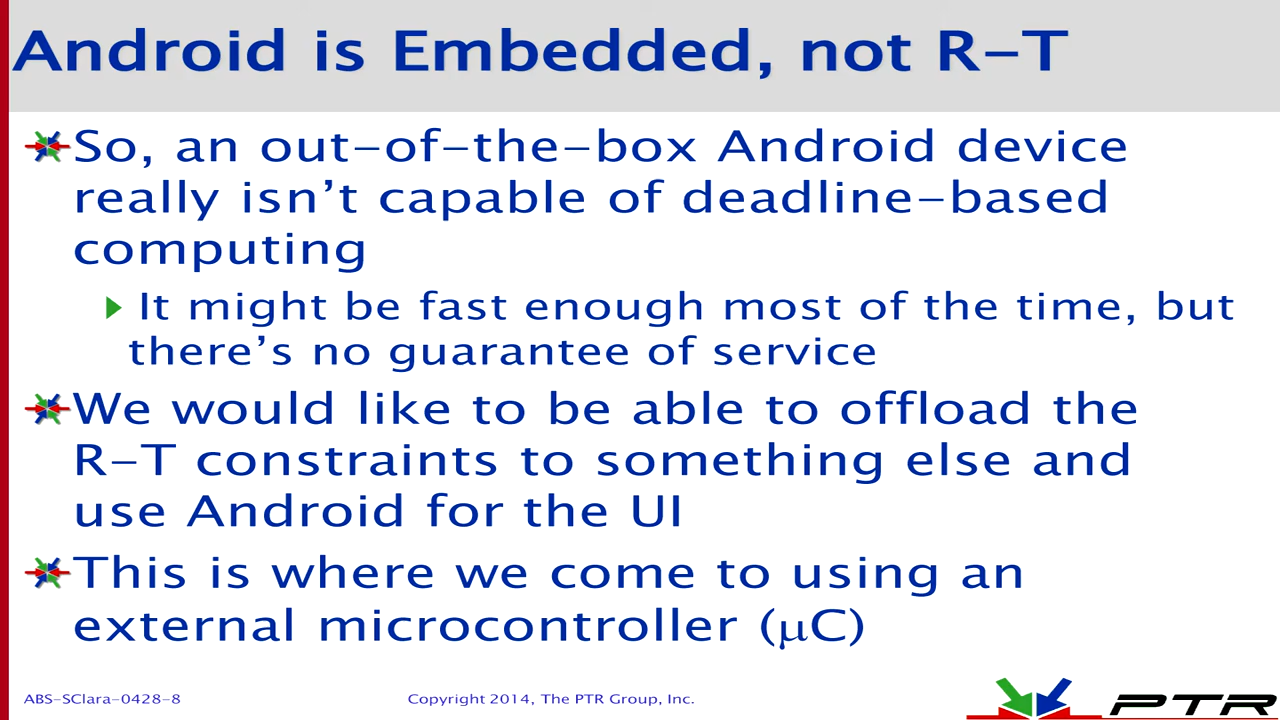 Android is Embedded, not R-T
So, an out-of-the-box Android device
really isn't capable of deadline-based
computing
It might be fast enough most of the time, but
there's no guarantee of service
We would like to be able to offload the
R-T constraints to something else and
use Android for the UI
This is where we come to using an
external microcontroller (μC)
ABS-SClara-0428-8
Copyright 2014, The PTR Group, Inc.
PTR